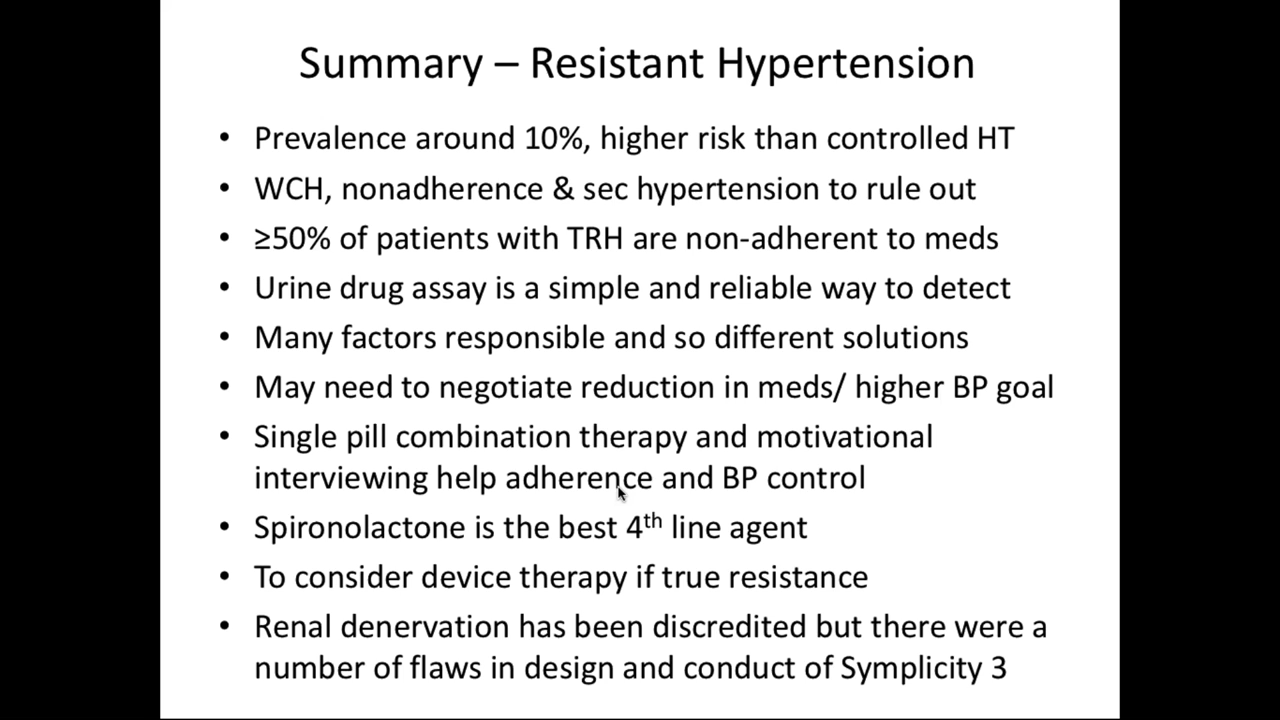 Summary – Resistant Hypertension
• Prevalence around 10%, higher risk than controlled HT
• WCH, nonadherence & sec hypertension to rule out
• ≥50% of patients with TRH are non-adherent to meds
• Urine drug assay is a simple and reliable way to detect
• Many factors responsible and so different solutions
• May need to negotiate reduction in meds/ higher BP goal
• Single pill combination therapy and motivational
interviewing help adherence and BP control
• Spironolactone is the best 4th line agent
• To consider device therapy if true resistance
• Renal denervation has been discredited but there were a
number of flaws in design and conduct of Symplicity 3